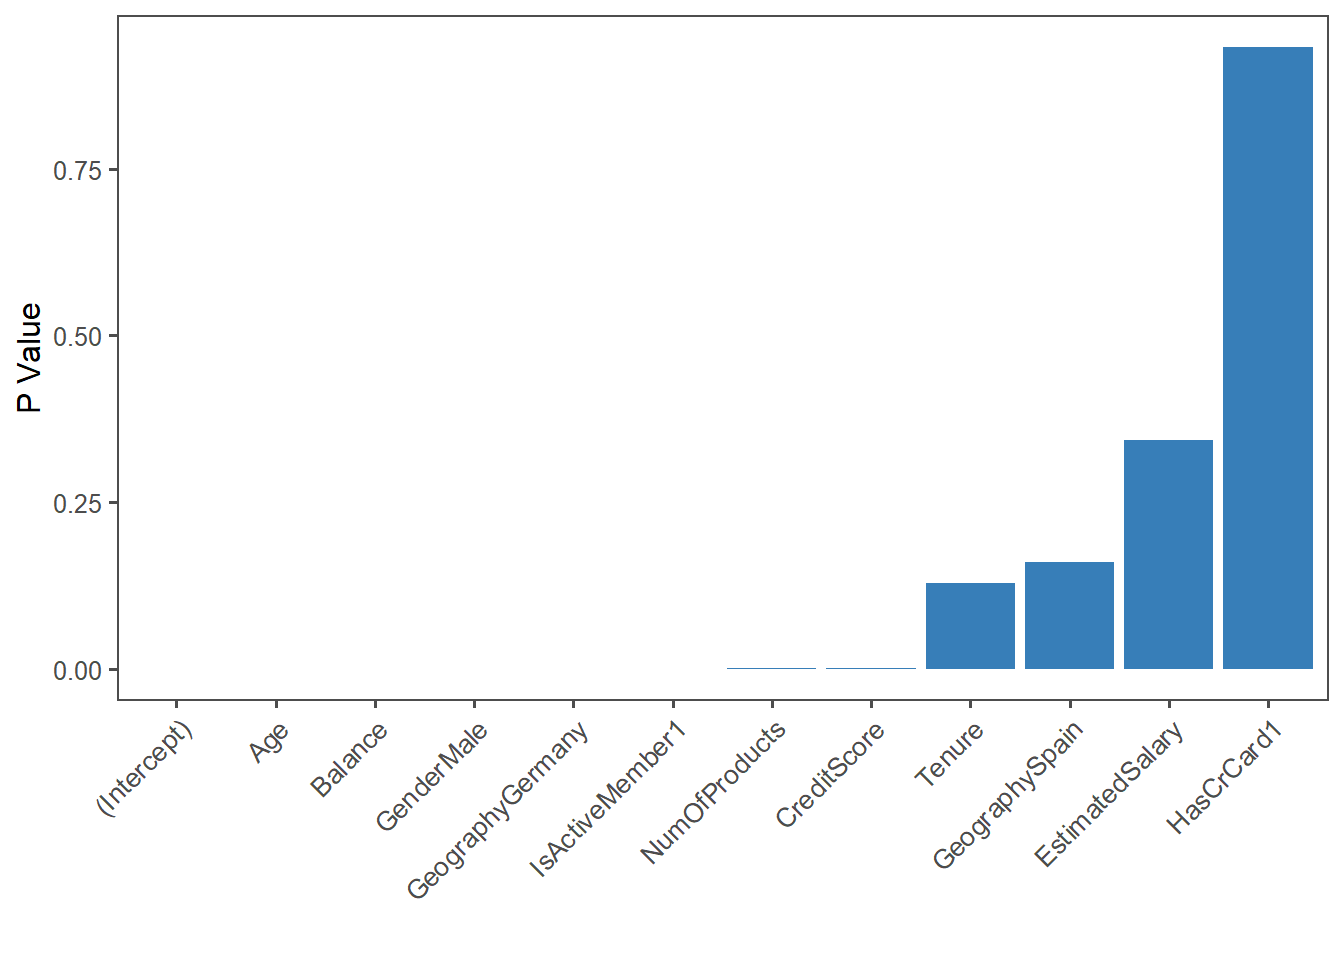 P Value
0.75
0.50
0.25
0.00
(Intercept)
Age
Balance
GenderMale
GeographyGermany
IsActiveMember1
NumOfProducts
CreditScore
Tenure
GeographySpain
EstimatedSalary
HasCrCard1